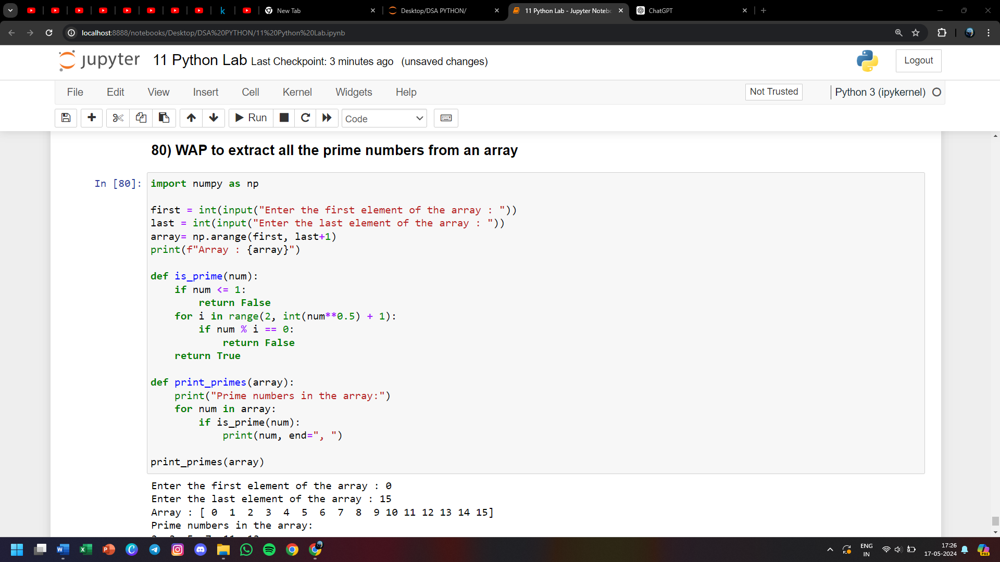 New Tab
Desktop/DSA PYTHON/
11 Python Lab - Jupyter Notebo
ChatGPT
localhost:8888/notebooks/Desktop/DSA%20PYTHON/11%20Python%20Lab.ipynb
jupyter 11 Python Lab Last Checkpoint: 3 minutes ago (unsaved changes)
Logout
File Edit View Insert Cell Kernel Widgets Help
Not Trusted
Python 3 (ipykernel)
Run
Code
80) WAP to extract all the prime numbers from an array
In [80]:
import numpy as np
first = int(input("Enter the first element of the array : "))
last = int(input("Enter the last element of the array : "))
array= np.arange(first, last+1)
print(f"Array : {array}")
def is_prime(num):
    if num <= 1:
        return False
    for i in range(2, int(num**0.5) + 1):
        if num % i == 0:
            return False
    return True
def print_primes(array):
    print("Prime numbers in the array:")
    for num in array:
        if is_prime(num):
            print(num, end=", ")
print_primes(array)
Enter the first element of the array : 0
Enter the last element of the array : 15
Array : [ 0  1  2  3  4  5  6  7  8  9 10 11 12 13 14 15]
Prime numbers in the array:
ENG
IN
17:26
17-05-2024